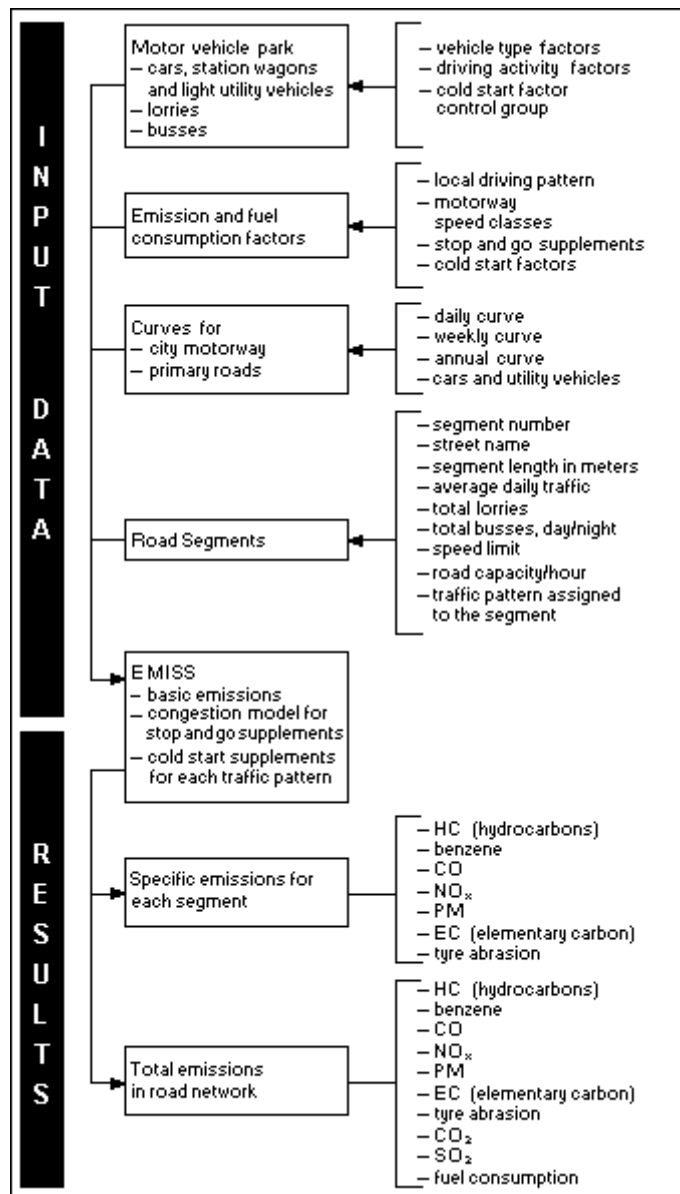 INPUT DATA
Motor vehicle park
– cars, station wagons
and light utility vehicles
– lorries
– busses
– vehicle type factors
– driving activity factors
– cold start factor
control group
Emission and fuel
consumption factors
– local driving pattern
– motorway
speed classes
– stop and go supplements
– cold start factors
Curves for
– city motorway
– primary roads
– daily curve
– weekly curve
– annual curve
– cars and utility vehicles
Road Segments
– segment number
– street name
– segment length in meters
– average daily traffic
– total lorries
– total busses, day/night
– speed limit
– road capacity/hour
– traffic pattern assigned
to the segment
EMISS
– basic emissions
– congestion model for
stop and go supplements
– cold start supplements
for each traffic pattern
RESULTS
Specific emissions for
each segment
– HC (hydrocarbons)
– benzene
– CO
– NOₓ
– PM
– EC (elementary carbon)
– tyre abrasion
Total emissions
in road network
– HC (hydrocarbons)
– benzene
– CO
– NOₓ
– PM
– EC (elementary carbon)
– tyre abrasion
– CO₂
– SO₂
– fuel consumption